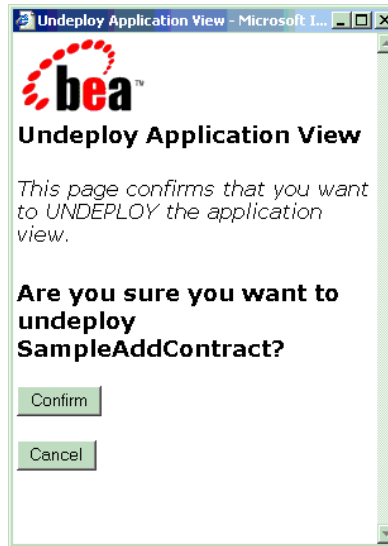 Undeploy Application View - Microsoft I...
bea™
Undeploy Application View
This page confirms that you want
to UNDEPLOY the application
view.
Are you sure you want to
undeploy
SampleAddContract?
Confirm
Cancel